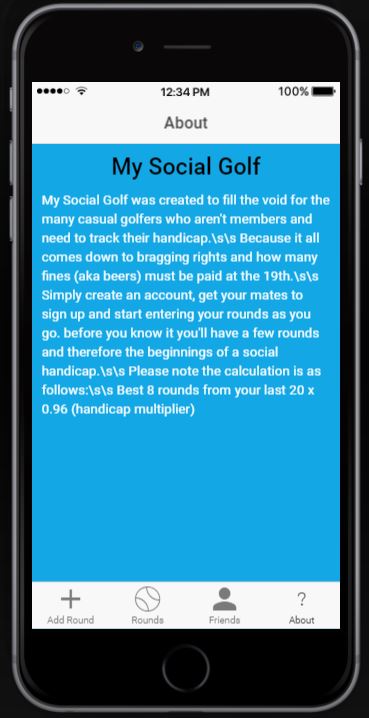 12:34 PM 100%
About
My Social Golf
My Social Golf was created to fill the void for the
many casual golfers who aren't members and
need to track their handicap.\s\s Because it all
comes down to bragging rights and how many
fines (aka beers) must be paid at the 19th.\s\s
Simply create an account, get your mates to
sign up and start entering your rounds as you
go. before you know it you'll have a few rounds
and therefore the beginnings of a social
handicap.\s\s Please note the calculation is as
follows:\s\s Best 8 rounds from your last 20 x
0.96 (handicap multiplier)
?
Add Round Rounds Friends About